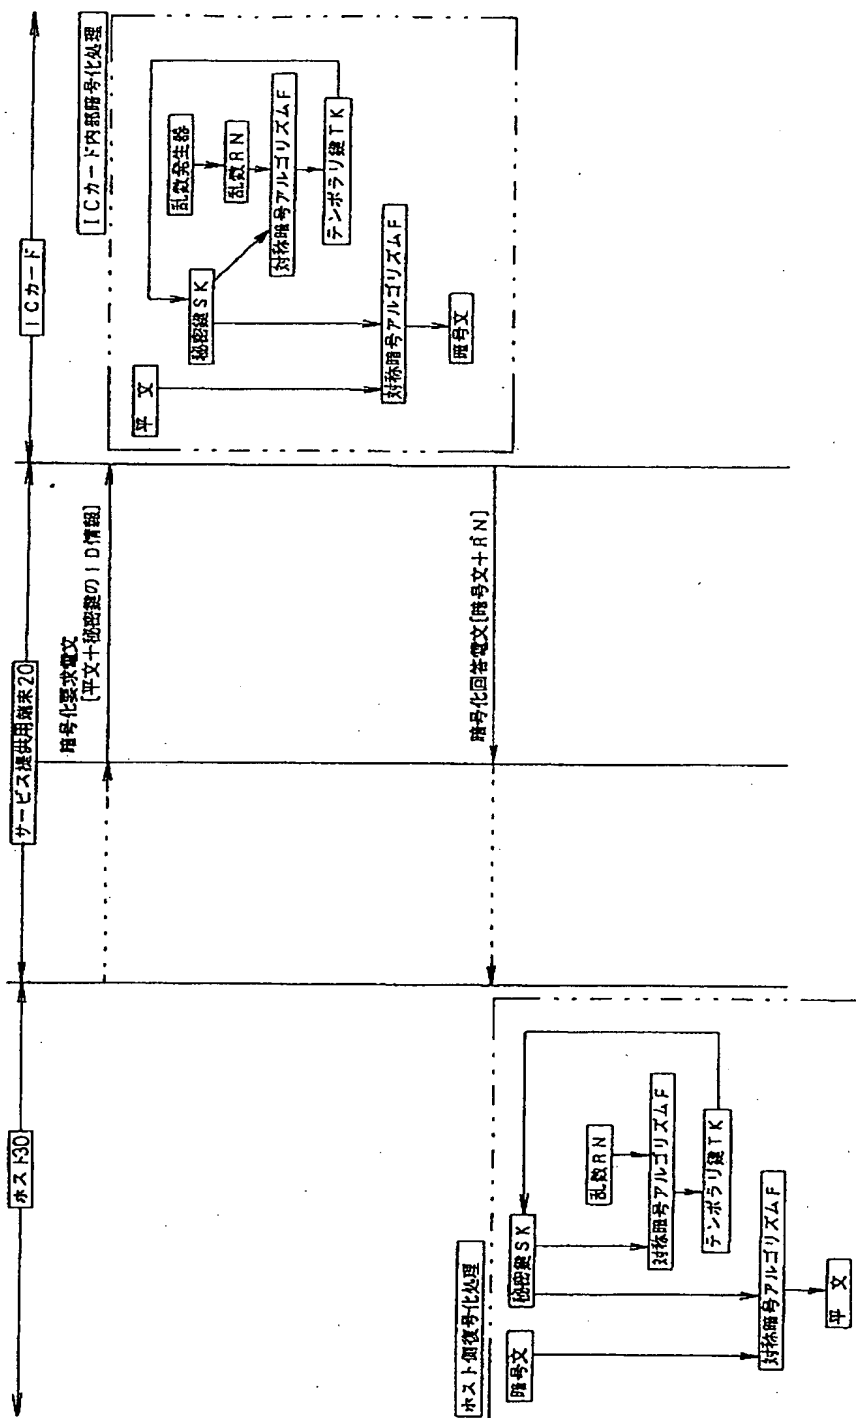 ホスト30
サービス提供用端末20
ICカード
暗号化要求電文
[平文+秘密鍵のID情報]
ICカード内部暗号化処理
平 文
秘密鍵SK
乱数発生器
乱数RN
対称暗号アルゴリズムF
テンポラリ鍵TK
対称暗号アルゴリズムF
暗号文
暗号化回答電文[暗号文+RN]
ホスト側復号化処理
暗号文
秘密鍵SK
乱数RN
対称暗号アルゴリズムF
テンポラリ鍵TK
対称暗号アルゴリズムF
平 文